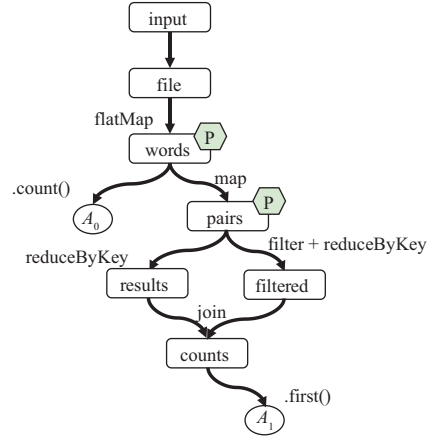 input
file
flatMap
P
words
.count()
map
P
A0
pairs
reduceByKey
filter + reduceByKey
results
filtered
join
counts
.first()
A1